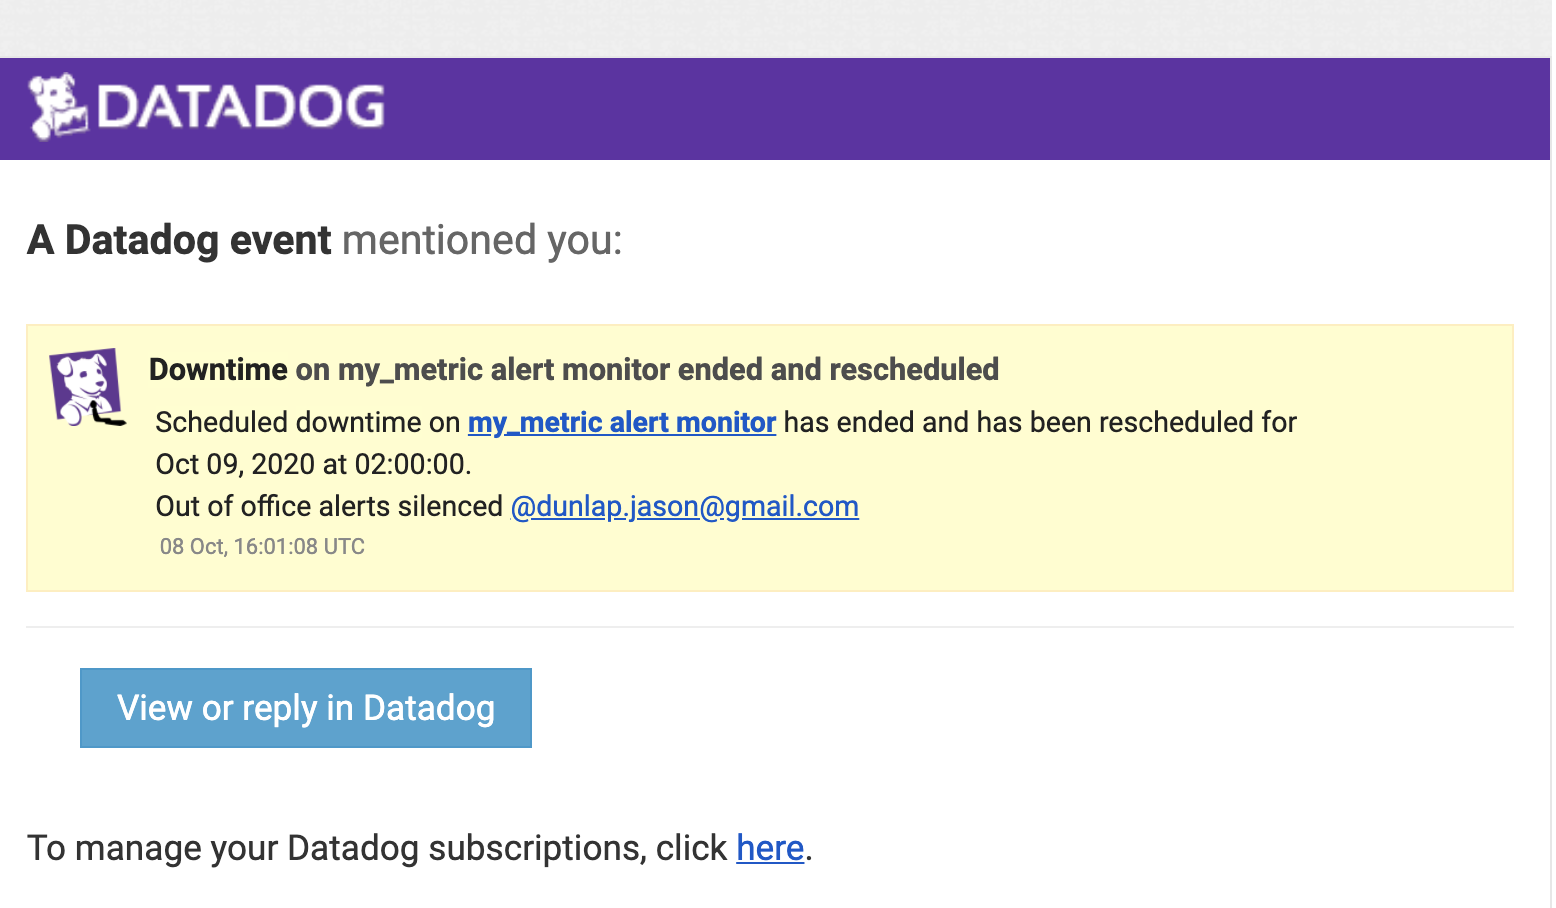 DATADOG
A Datadog event mentioned you:
Downtime on my_metric alert monitor ended and rescheduled
Scheduled downtime on my_metric alert monitor has ended and has been rescheduled for
Oct 09, 2020 at 02:00:00.
Out of office alerts silenced @dunlap.jason@gmail.com
08 Oct, 16:01:08 UTC
View or reply in Datadog
To manage your Datadog subscriptions, click here.